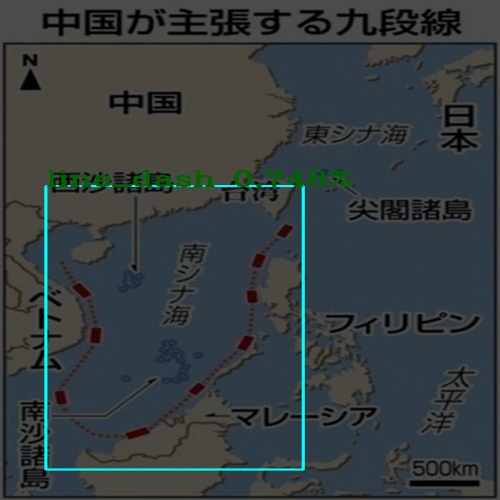 中国が主張する九段線
N
中国
日本
東シナ海
line_dash 0.746%
西沙諸島
台湾
尖閣諸島
南シナ海
ベトナム
フィリピン
太平洋
南沙諸島
マレーシア
500km